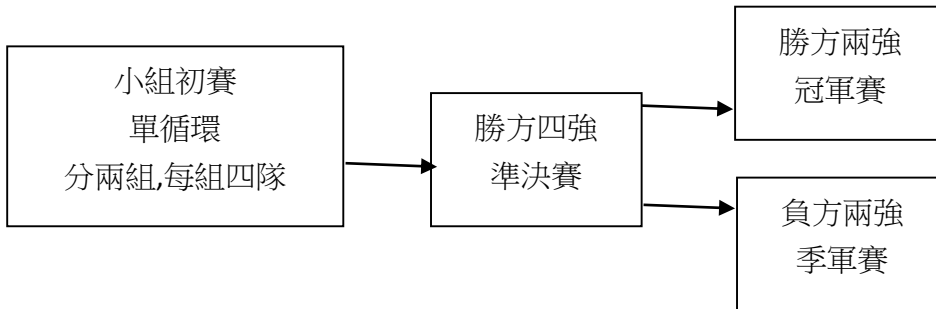 小組初賽
單循環
分兩組,每組四隊
勝方四強
準決賽
勝方兩強
冠軍賽
負方兩強
季軍賽